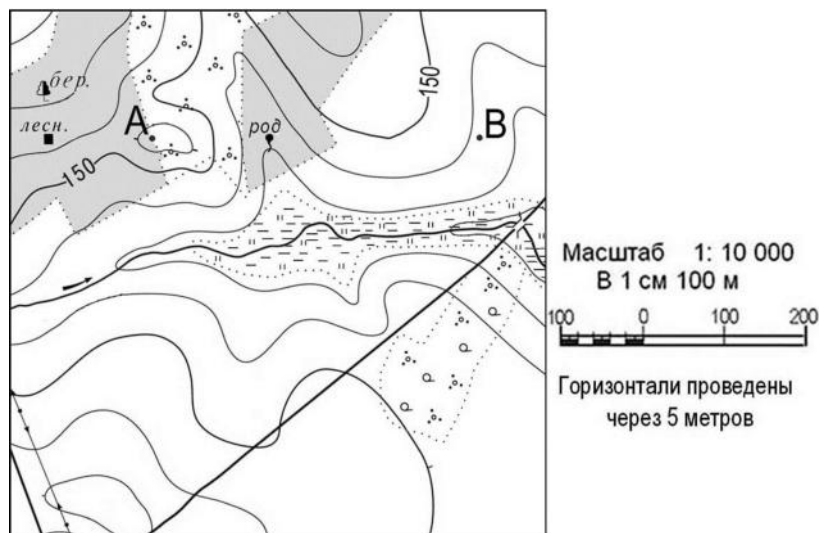 бер.
лесн.
А
род
В
150
150
Масштаб 1: 10 000
В 1 см 100 м
100 0 100 200
Горизонтали проведены
через 5 метров